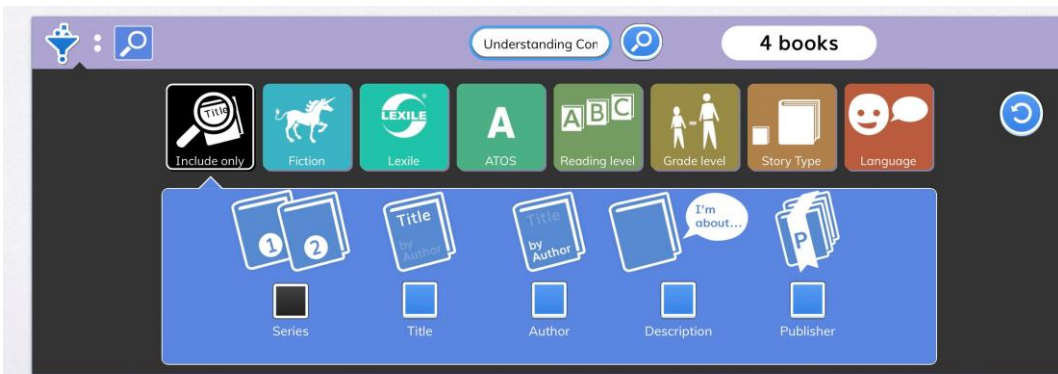 Understanding Con
4 books
Title
Include only
Fiction
LEXILE
Lexile
A
ATOS
A B C
Reading level
Grade level
Story Type
Language
1 2
Series
Title
by
Author
Title
Title
by
Author
Author
I'm
about...
Description
P
Publisher